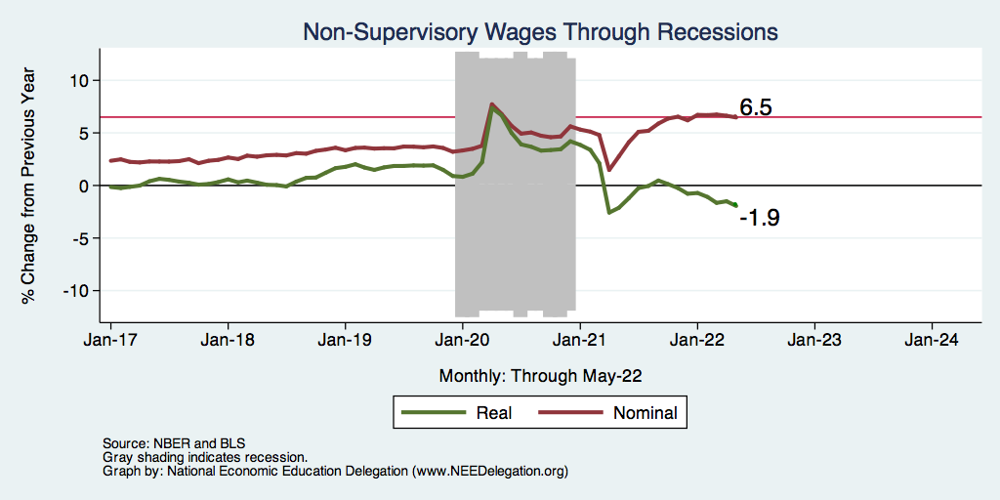 Non-Supervisory Wages Through Recessions
% Change from Previous Year
10
5
0
-5
-10
6.5
-1.9
Jan-17 Jan-18 Jan-19 Jan-20 Jan-21 Jan-22 Jan-23 Jan-24
Monthly: Through May-22
Real Nominal
Source: NBER and BLS
Gray shading indicates recession.
Graph by: National Economic Education Delegation (www.NEEDelegation.org)